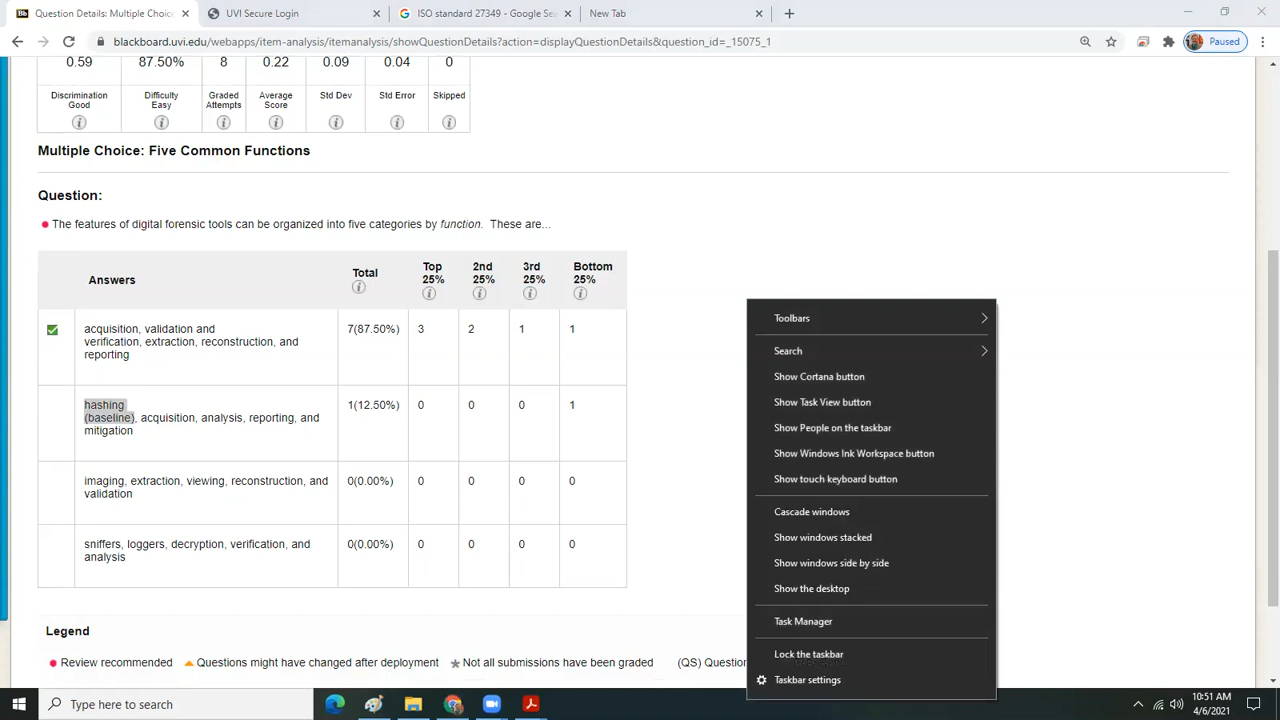 Question Details: Multiple Choic
UVI Secure Login
ISO standard 27349 - Google Se
New Tab
blackboard.uvi.edu/webapps/item-analysis/itemanalysis/showQuestionDetails?action=displayQuestionDetails&question_id=_15075_1
Paused
0.59 87.50% 8 0.22 0.09 0.04 0
Discrimination Good
Difficulty Easy
Graded Attempts
Average Score
Std Dev
Std Error
Skipped
Multiple Choice: Five Common Functions
Question:
The features of digital forensic tools can be organized into five categories by function. These are...
Answers
Total
Top 25%
2nd 25%
3rd 25%
Bottom 25%
acquisition, validation and
verification, extraction, reconstruction, and
reporting
7(87.50%) 3 2 1 1
hashing
(baseline), acquisition, analysis, reporting, and
mitigation
1(12.50%) 0 0 0 1
imaging, extraction, viewing, reconstruction, and
validation
0(0.00%) 0 0 0 0
sniffers, loggers, decryption, verification, and
analysis
0(0.00%) 0 0 0 0
Legend
Review recommended
Questions might have changed after deployment
Not all submissions have been graded
(QS) Question
Toolbars
Search
Show Cortana button
Show Task View button
Show People on the taskbar
Show Windows Ink Workspace button
Show touch keyboard button
Cascade windows
Show windows stacked
Show windows side by side
Show the desktop
Task Manager
Lock the taskbar
Taskbar settings
Type here to search
10:51 AM
4/6/2021